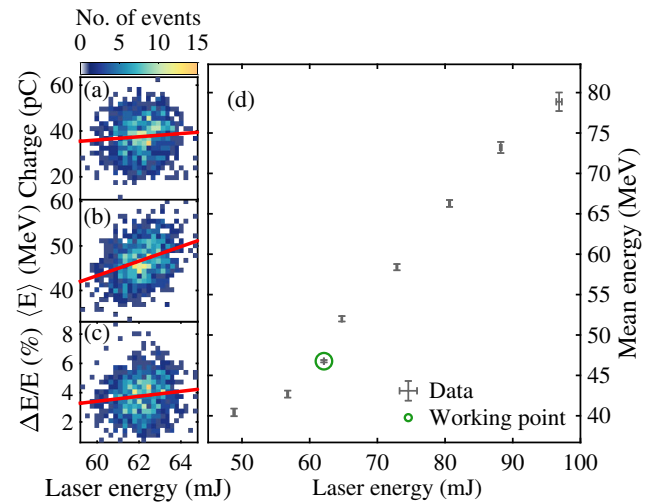 No. of events
0 5 10 15
(a)
60
40
20
Charge (pC)
(b)
60
50
40
⟨E⟩ (MeV)
(c)
8
6
4
2
ΔE/E (%)
60 62 64
Laser energy (mJ)
(d)
80
75
70
65
60
55
50
45
40
Mean energy (MeV)
Data
Working point
50 60 70 80 90 100
Laser energy (mJ)